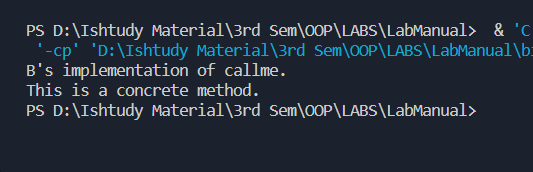 PS D:\Ishtudy Material\3rd Sem\OOP\LABS\LabManual>  & 'C
 '-cp' 'D:\Ishtudy Material\3rd Sem\OOP\LABS\LabManual\bi
B's implementation of callme.
This is a concrete method.
PS D:\Ishtudy Material\3rd Sem\OOP\LABS\LabManual>